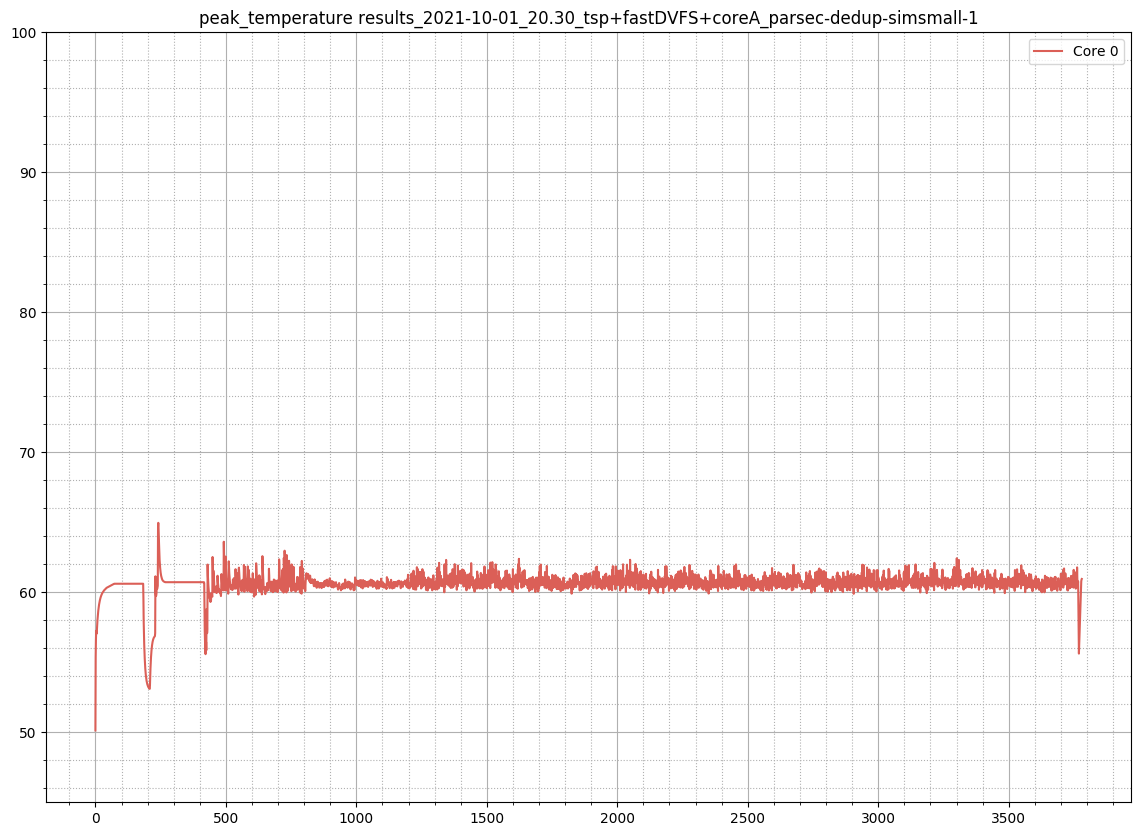 peak_temperature results_2021-10-01_20.30_tsp+fastDVFS+coreA_parsec-dedup-simsmall-1
Core 0
100
90
80
70
60
50
0 500 1000 1500 2000 2500 3000 3500